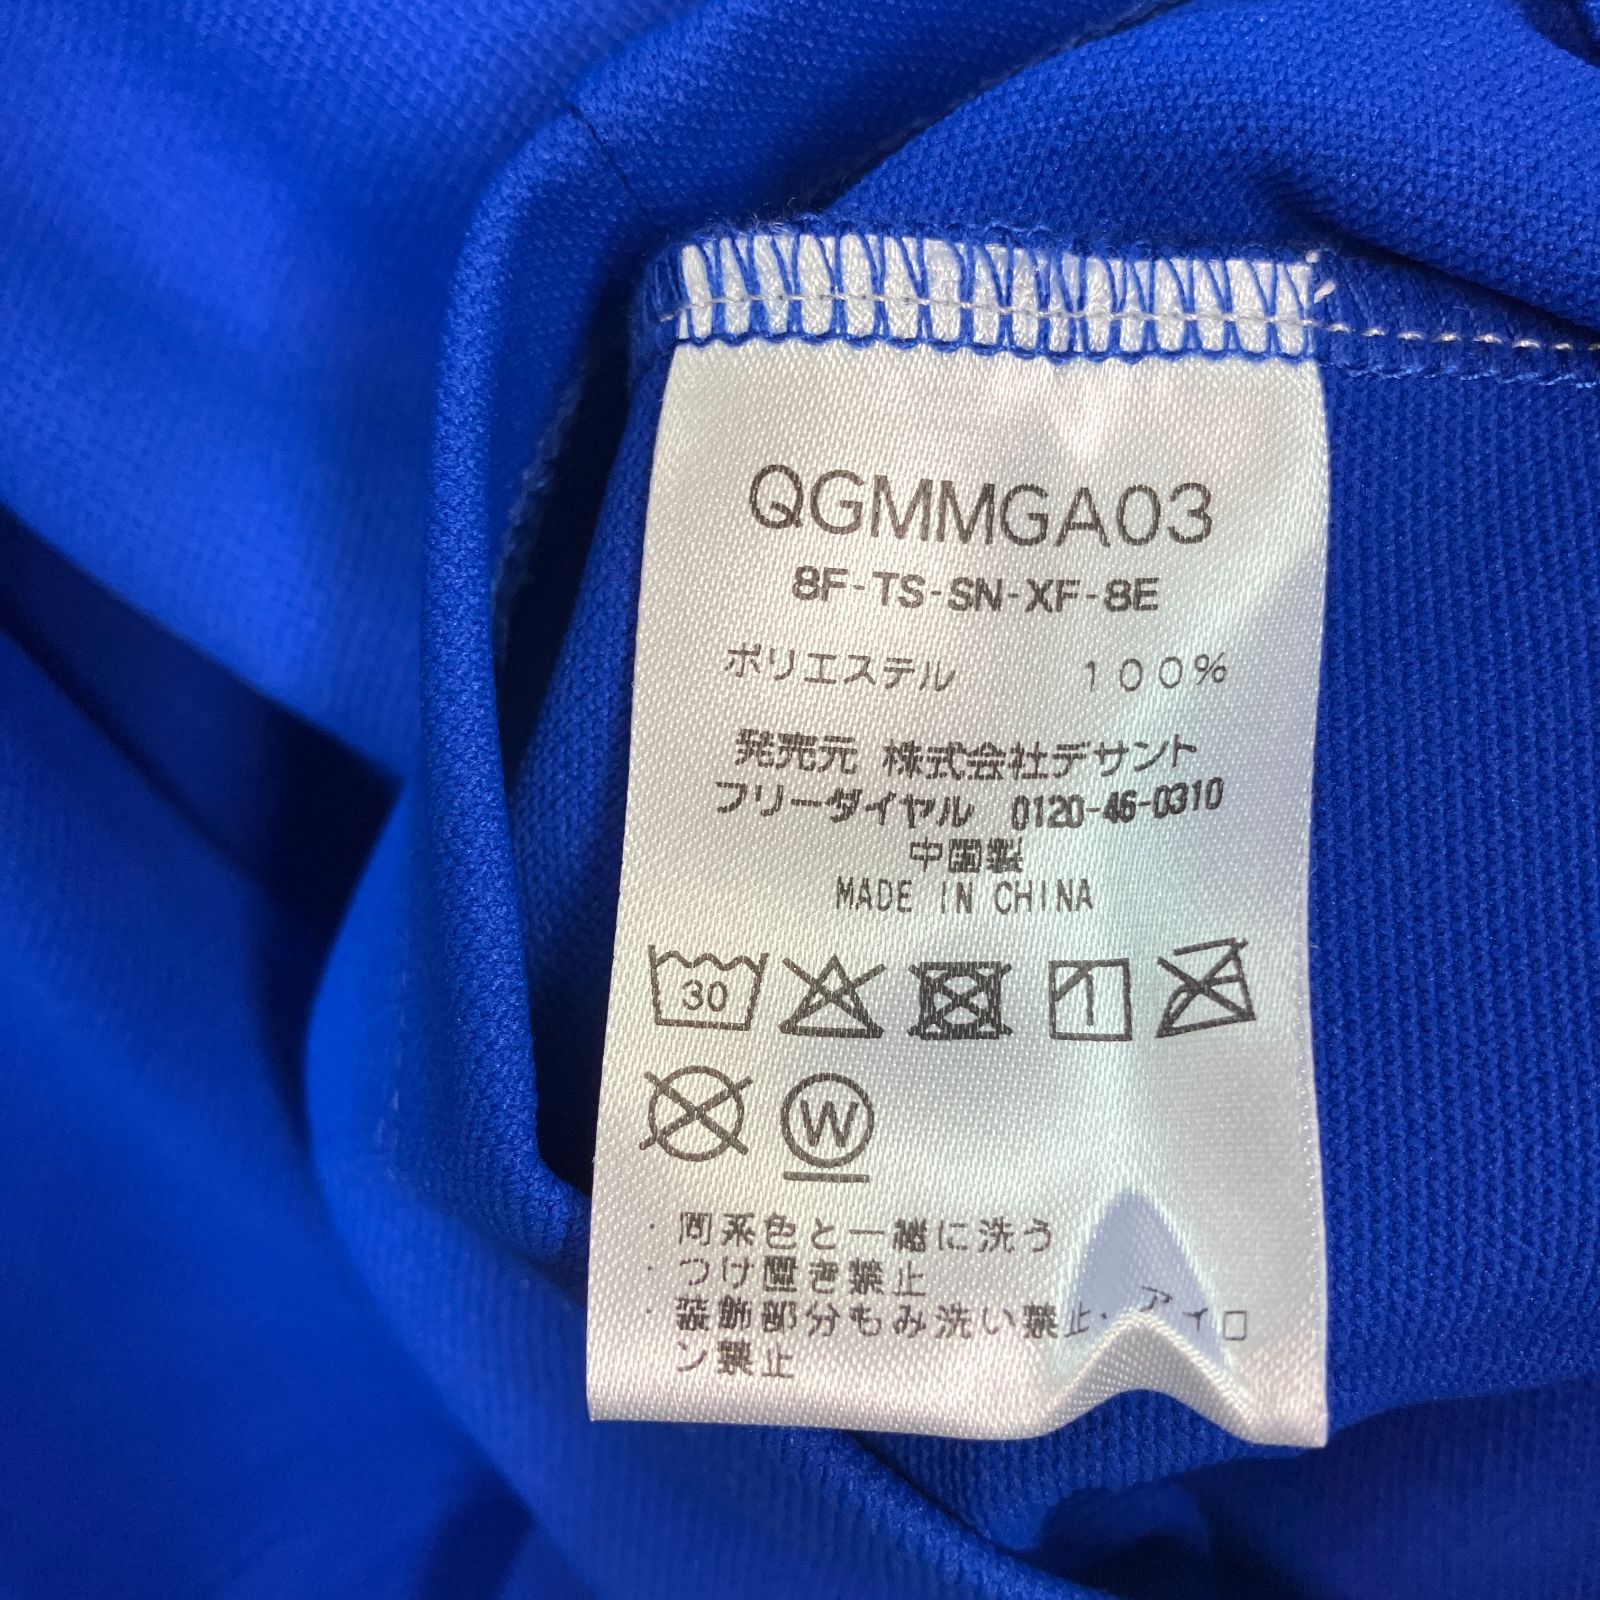 QGMMGA03
8F-TS-SN-XF-8E
ポリエステル 100%
発売元 株式会社デサント
フリーダイヤル 0120-46-0310
中国製
MADE IN CHINA
30
W
・同系色と一緒に洗う
・つけ置き禁止
・装飾部分もみ洗い禁止・アイロ
ン禁止